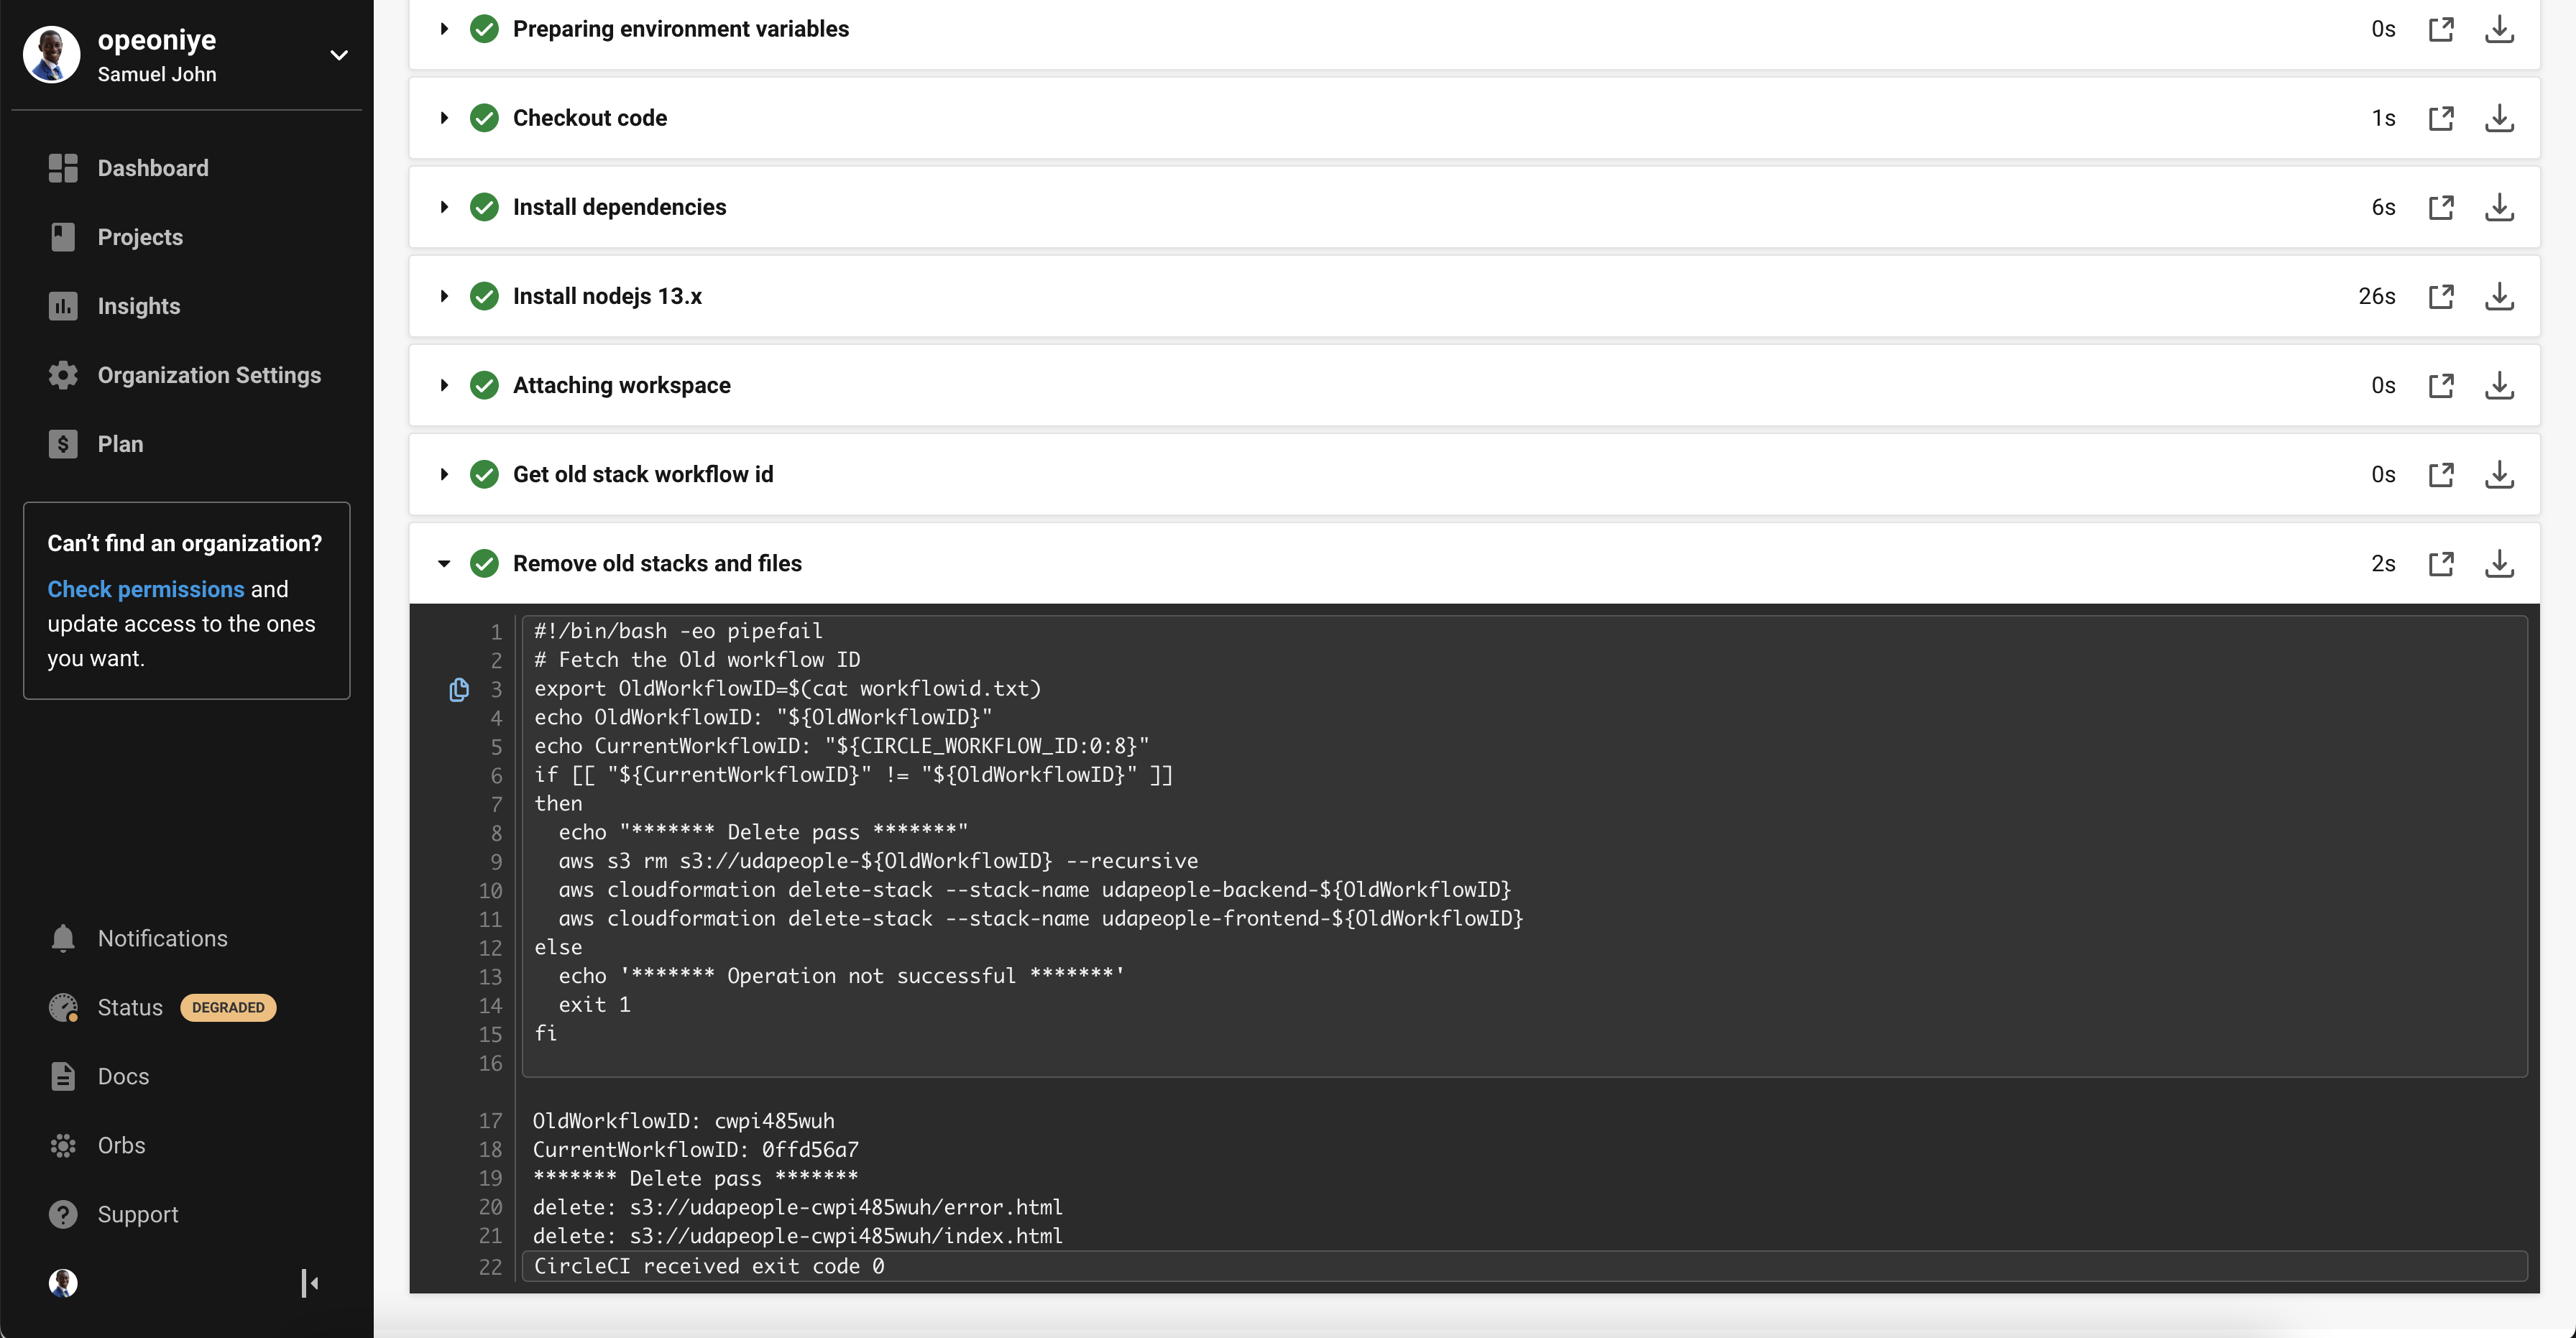 opeoniye
Samuel John
Dashboard
Projects
Insights
Organization Settings
$ Plan
Can’t find an organization?
Check permissions and
update access to the ones
you want.
Notifications
Status DEGRADED
Docs
Orbs
? Support
Preparing environment variables 0s
Checkout code 1s
Install dependencies 6s
Install nodejs 13.x 26s
Attaching workspace 0s
Get old stack workflow id 0s
Remove old stacks and files 2s
1 #!/bin/bash -eo pipefail
2 # Fetch the Old workflow ID
3 export OldWorkflowID=$(cat workflowid.txt)
4 echo OldWorkflowID: "${OldWorkflowID}"
5 echo CurrentWorkflowID: "${CIRCLE_WORKFLOW_ID:0:8}"
6 if [[ "${CurrentWorkflowID}" != "${OldWorkflowID}" ]]
7 then
8   echo "******* Delete pass *******"
9   aws s3 rm s3://udapeople-${OldWorkflowID} --recursive
10   aws cloudformation delete-stack --stack-name udapeople-backend-${OldWorkflowID}
11   aws cloudformation delete-stack --stack-name udapeople-frontend-${OldWorkflowID}
12 else
13   echo '******* Operation not successful *******'
14   exit 1
15 fi
16
17 OldWorkflowID: cwpi485wuh
18 CurrentWorkflowID: 0ffd56a7
19 ******* Delete pass *******
20 delete: s3://udapeople-cwpi485wuh/error.html
21 delete: s3://udapeople-cwpi485wuh/index.html
22 CircleCI received exit code 0